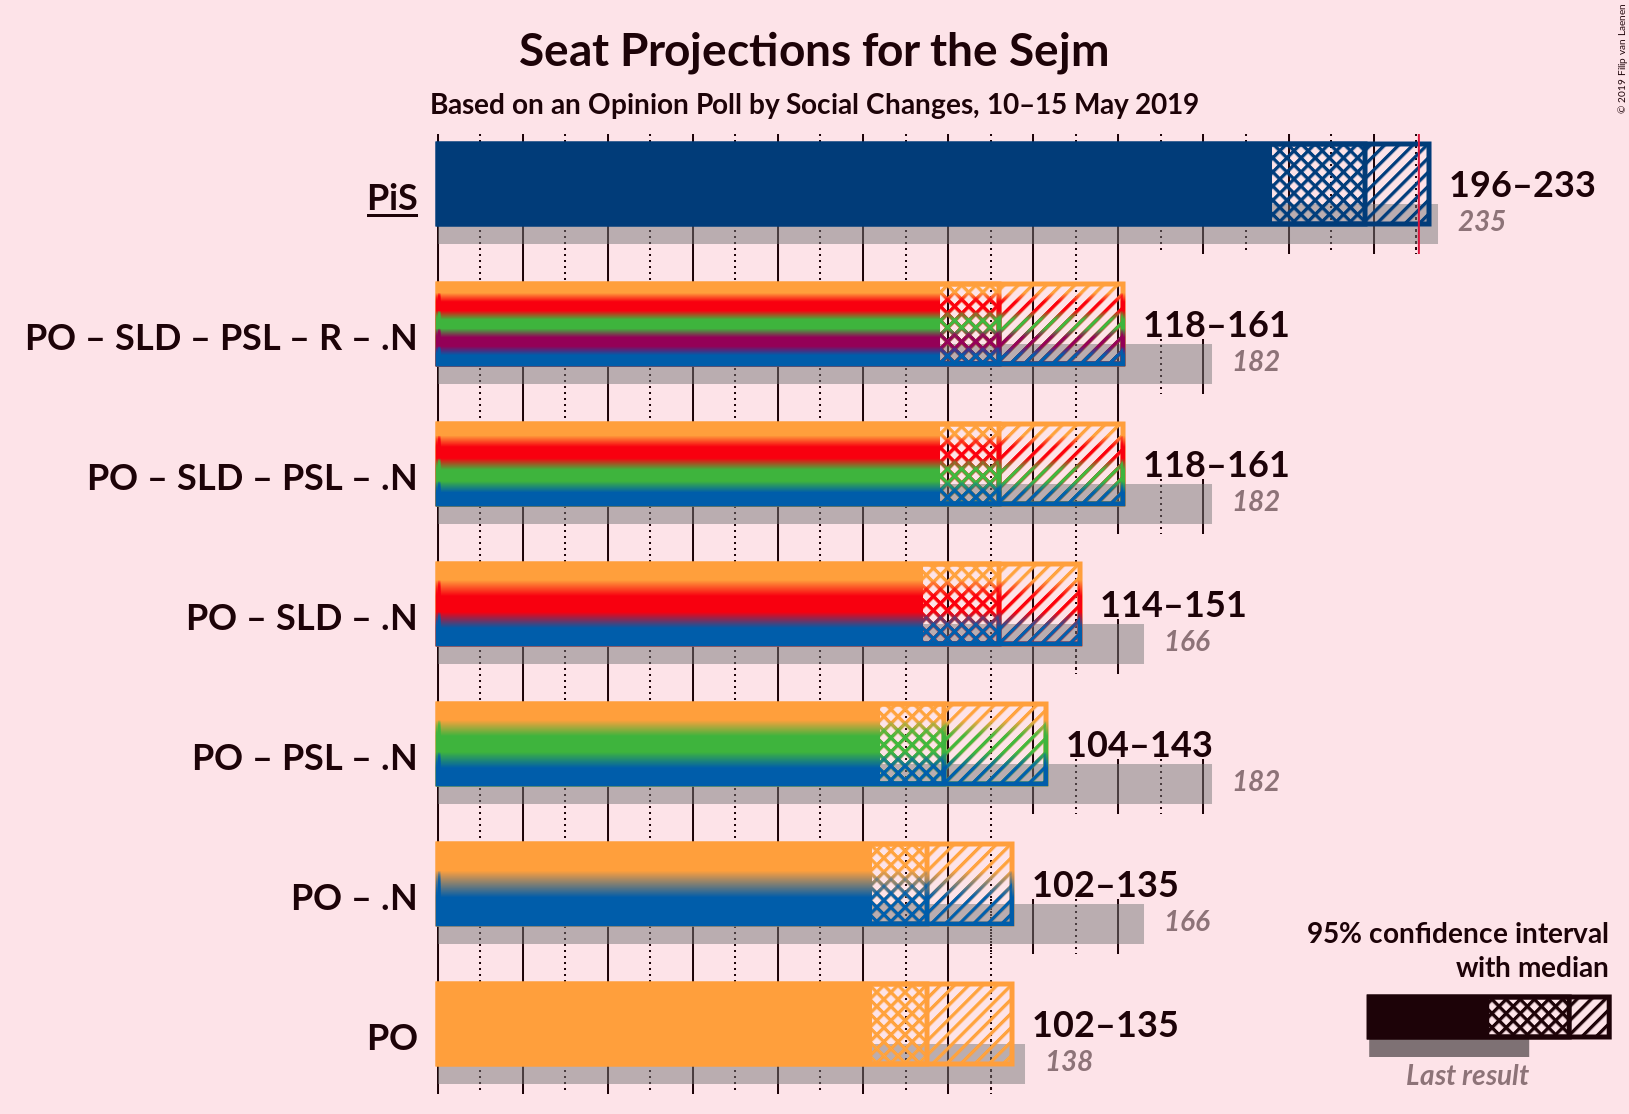 Seat Projections for the Sejm
Based on an Opinion Poll by Social Changes, 10–15 May 2019
© 2019 Filip van Laenen
PiS
196–233
235
PO – SLD – PSL – R – .N
118–161
182
PO – SLD – PSL – .N
118–161
182
PO – SLD – .N
114–151
166
PO – PSL – .N
104–143
182
PO – .N
102–135
166
PO
102–135
138
95% confidence interval
with median
Last result